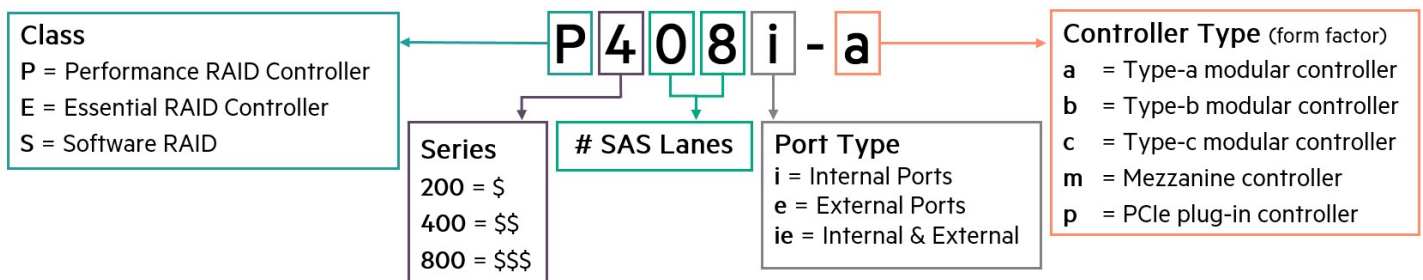 P408i-a
Class
P = Performance RAID Controller
E = Essential RAID Controller
S = Software RAID
Series
200 = $
400 = $$
800 = $$$
# SAS Lanes
Port Type
i = Internal Ports
e = External Ports
ie = Internal & External
Controller Type (form factor)
a = Type-a modular controller
b = Type-b modular controller
c = Type-c modular controller
m = Mezzanine controller
p = PCIe plug-in controller